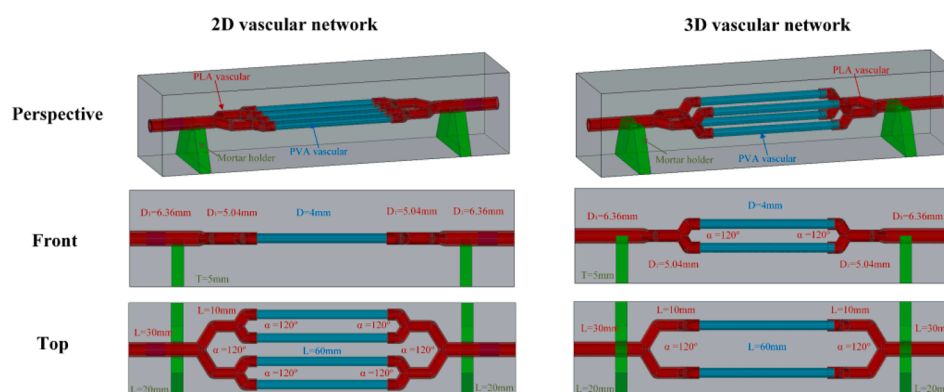 2D vascular network
3D vascular network
Perspective
PLA vascular
PVA vascular
Mortar holder
PLA vascular
PVA vascular
Mortar holder
Front
D₁=6.36mm D₂=5.04mm D=4mm D₂=5.04mm D₁=6.36mm
T=5mm
D=4mm
D₁=6.36mm D₁=6.36mm
α =120° α =120°
D₂=5.04mm D₂=5.04mm
T=5mm
Top
L=10mm
L=30mm α =120° α =120°
α =120° L=60mm α =120°
α =120° α =120°
L=20mm L=20mm
L=10mm L=10mm
L=30mm L=30mm
α =120° L=60mm α =120°
L=20mm L=20mm